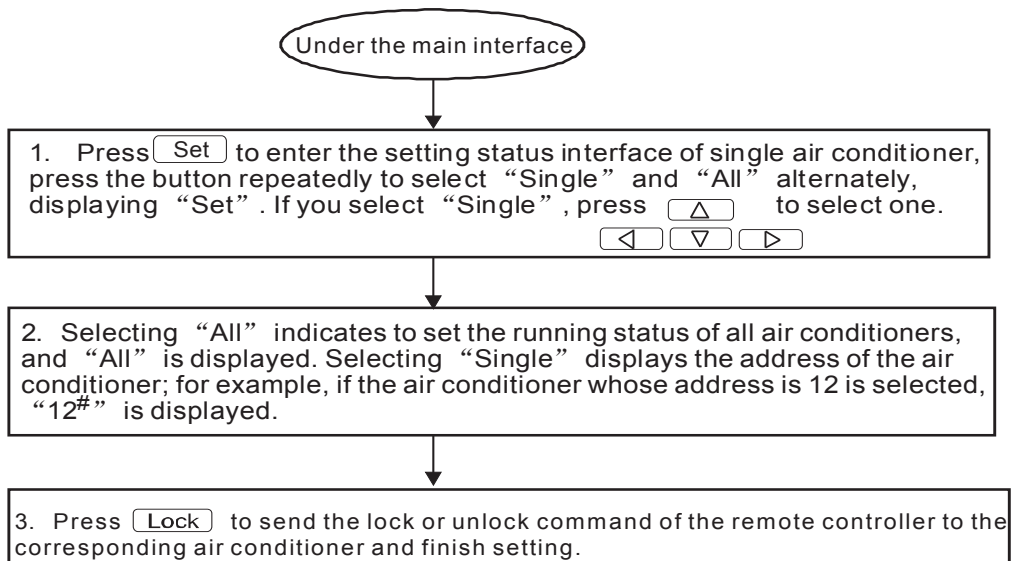 Under the main interface
1. Press Set to enter the setting status interface of single air conditioner,
press the button repeatedly to select “Single” and “All” alternately,
displaying “Set”. If you select “Single”, press △ to select one.
◁ ▽ ▷
2. Selecting “All” indicates to set the running status of all air conditioners,
and “All” is displayed. Selecting “Single” displays the address of the air
conditioner; for example, if the air conditioner whose address is 12 is selected,
“12#” is displayed.
3. Press Lock to send the lock or unlock command of the remote controller to the
corresponding air conditioner and finish setting.